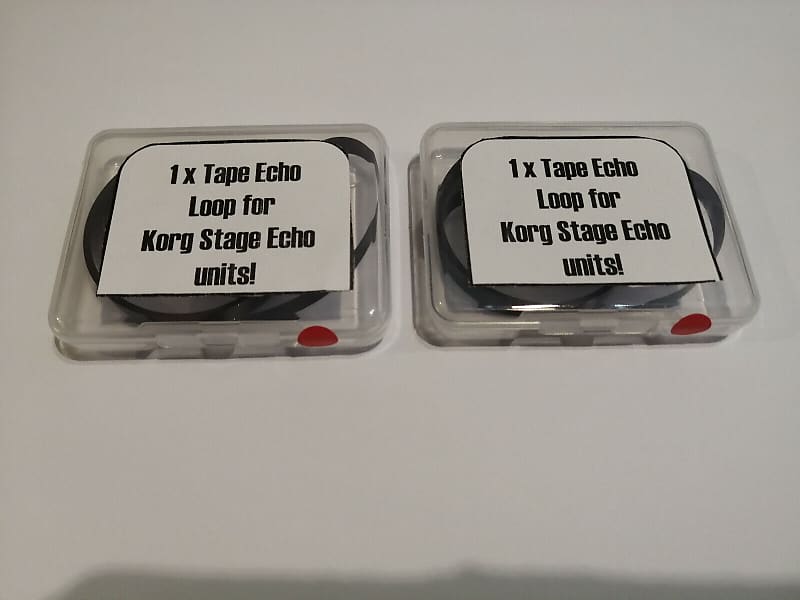 1 x Tape Echo
Loop for
Korg Stage Echo
units!
1 x Tape Echo
Loop for
Korg Stage Echo
units!